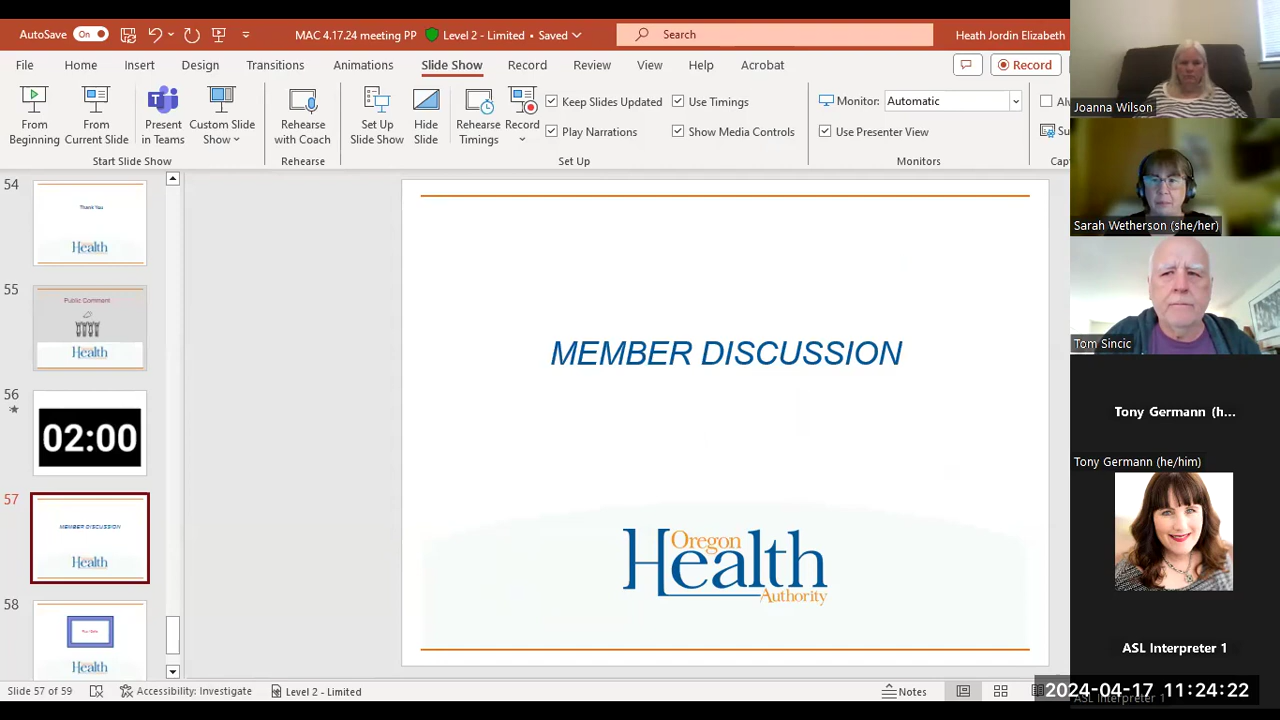 AutoSave On MAC 4.17.24 meeting PP Level 2 - Limited • Saved Search Heath Jordin Elizabeth
File Home Insert Design Transitions Animations Slide Show Record Review View Help Acrobat Record
From Beginning
From Current Slide
Present in Teams
Custom Slide Show
Start Slide Show
Rehearse with Coach
Rehearse
Set Up Slide Show
Hide Slide
Rehearse Timings
Record
Keep Slides Updated
Use Timings
Play Narrations
Show Media Controls
Set Up
Monitor: Automatic
Use Presenter View
Monitors
54
Thank You
Health
55
Public Comment
Health
56
02:00
57
MEMBER DISCUSSION
Health
58
Health
MEMBER DISCUSSION
Oregon
Health
Authority
Slide 57 of 59 Accessibility: Investigate Level 2 - Limited Notes
Joanna Wilson
Sarah Wetherson (she/her)
Tom Sincic
Tony Germann (h...
Tony Germann (he/him)
ASL Interpreter 1
2024-04-17 11:24:22
ASL Interpreter 1